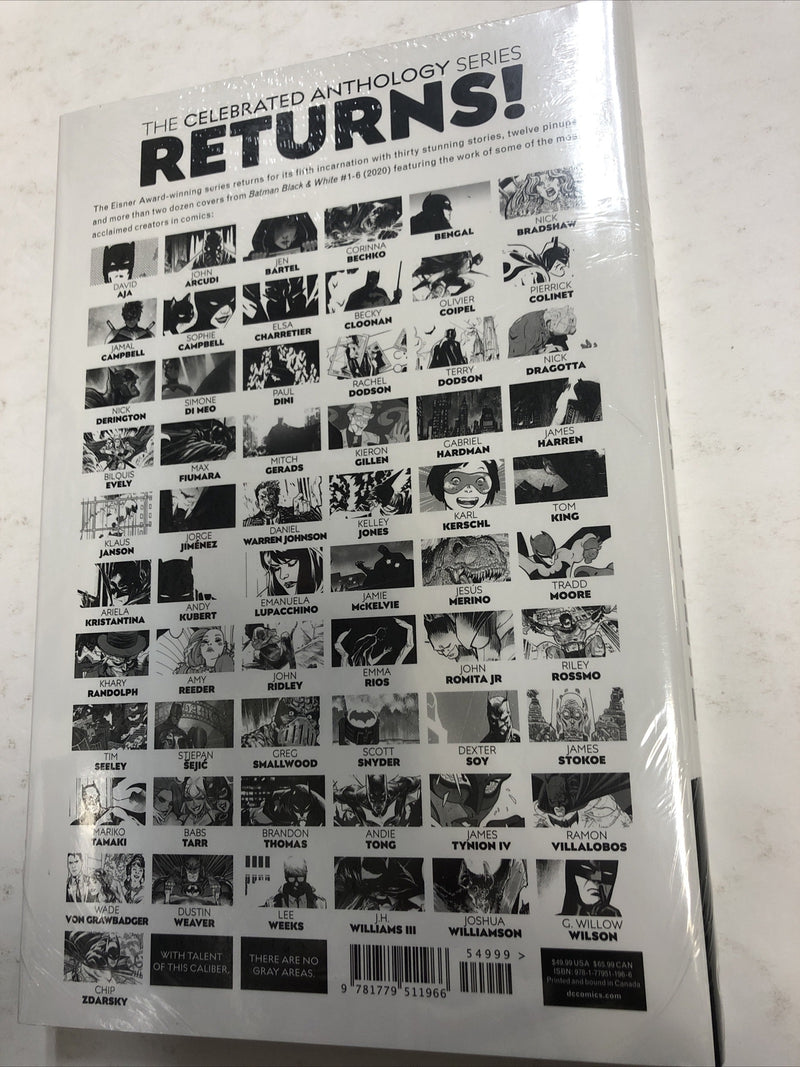 THE CELEBRATED ANTHOLOGY SERIES
RETURNS!
The Eisner Award-winning series returns for its fifth incarnation with thirty stunning stories, twelve pinups
and more than two dozen covers from Batman Black & White #1-6 (2020) featuring the work of some of the mos
acclaimed creators in comics:
DAVID
AJA
JOHN
ARCUDI
JEN
BARTEL
CORINNA
BECHKO
BENGAL
NICK
BRADSHAW
JAMAL
CAMPBELL
SOPHIE
CAMPBELL
ELSA
CHARRETIER
BECKY
CLOONAN
OLIVIER
COIPEL
PIERRICK
COLINET
NICK
DERINGTON
SIMONE
DI MEO
PAUL
DINI
RACHEL
DODSON
TERRY
DODSON
NICK
DRAGOTTA
BILQUIS
EVELY
MAX
FIUMARA
MITCH
GERADS
KIERON
GILLEN
GABRIEL
HARDMAN
JAMES
HARREN
KLAUS
JANSON
JORGE
JIMÉNEZ
DANIEL
WARREN JOHNSON
KELLEY
JONES
KARL
KERSCHL
TOM
KING
ARIELA
KRISTANTINA
ANDY
KUBERT
EMANUELA
LUPACCHINO
JAMIE
McKELVIE
JESÚS
MERINO
TRADD
MOORE
KHARY
RANDOLPH
AMY
REEDER
JOHN
RIDLEY
EMMA
RIOS
JOHN
ROMITA JR
RILEY
ROSSMO
TIM
SEELEY
STJEPAN
ŠEJIĆ
GREG
SMALLWOOD
SCOTT
SNYDER
DEXTER
SOY
JAMES
STOKOE
MARIKO
TAMAKI
BABS
TARR
BRANDON
THOMAS
ANDIE
TONG
JAMES
TYNION IV
RAMON
VILLALOBOS
WADE
VON GRAWBADGER
DUSTIN
WEAVER
LEE
WEEKS
J.H.
WILLIAMS III
JOSHUA
WILLIAMSON
G. WILLOW
WILSON
CHIP
ZDARSKY
WITH TALENT
OF THIS CALIBER,
THERE ARE NO
GRAY AREAS.
54999 >
9 781779 511966
$49.99 USA $65.99 CAN
ISBN: 978-1-77951-196-6
Printed and bound in Canada
dccomics.com